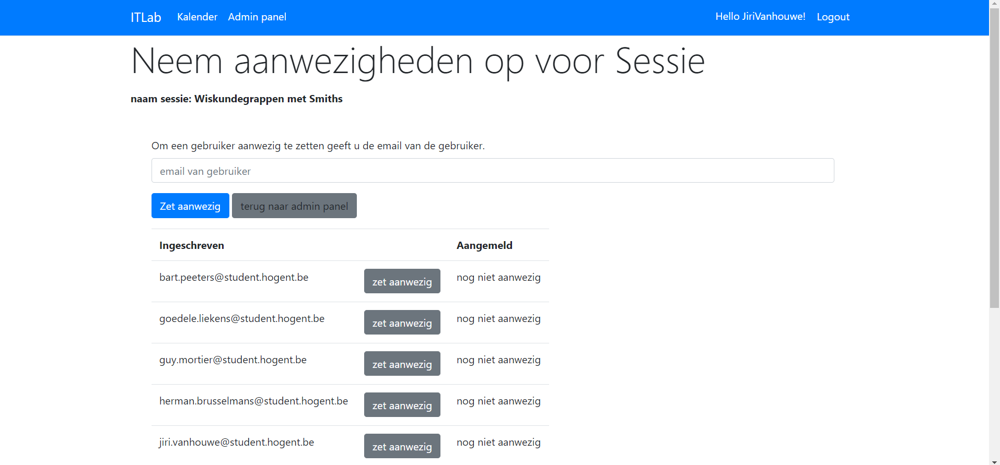 ITLab Kalender Admin panel Hello JiriVanhouwe! Logout
Neem aanwezigheden op voor Sessie
naam sessie: Wiskundegrappen met Smiths
Om een gebruiker aanwezig te zetten geeft u de email van de gebruiker.
email van gebruiker
Zet aanwezig terug naar admin panel
Ingeschreven Aangemeld
bart.peeters@student.hogent.be zet aanwezig nog niet aanwezig
goedele.liekens@student.hogent.be zet aanwezig nog niet aanwezig
guy.mortier@student.hogent.be zet aanwezig nog niet aanwezig
herman.brusselmans@student.hogent.be zet aanwezig nog niet aanwezig
jiri.vanhouwe@student.hogent.be zet aanwezig nog niet aanwezig